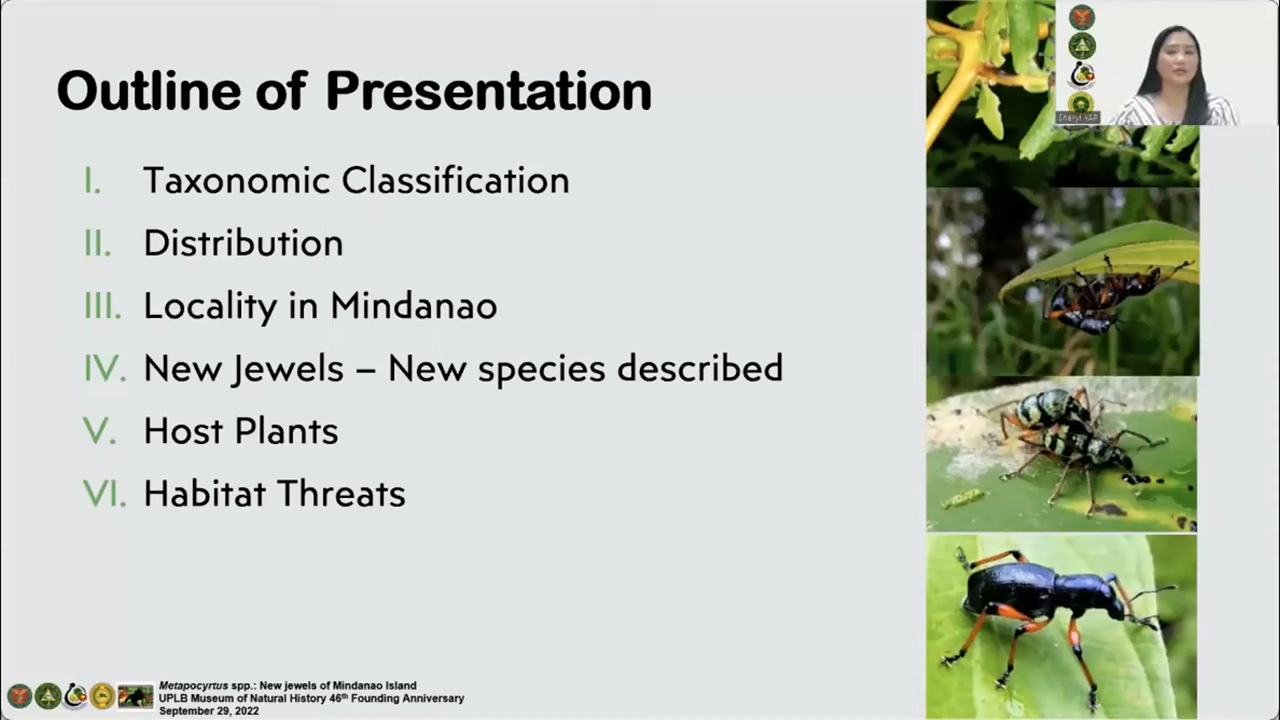 Outline of Presentation
I. Taxonomic Classification
II. Distribution
III. Locality in Mindanao
IV. New Jewels – New species described
V. Host Plants
VI. Habitat Threats
Sheryl YAP
Metapocyrtus spp.: New jewels of Mindanao Island
UPLB Museum of Natural History 46th Founding Anniversary
September 29, 2022